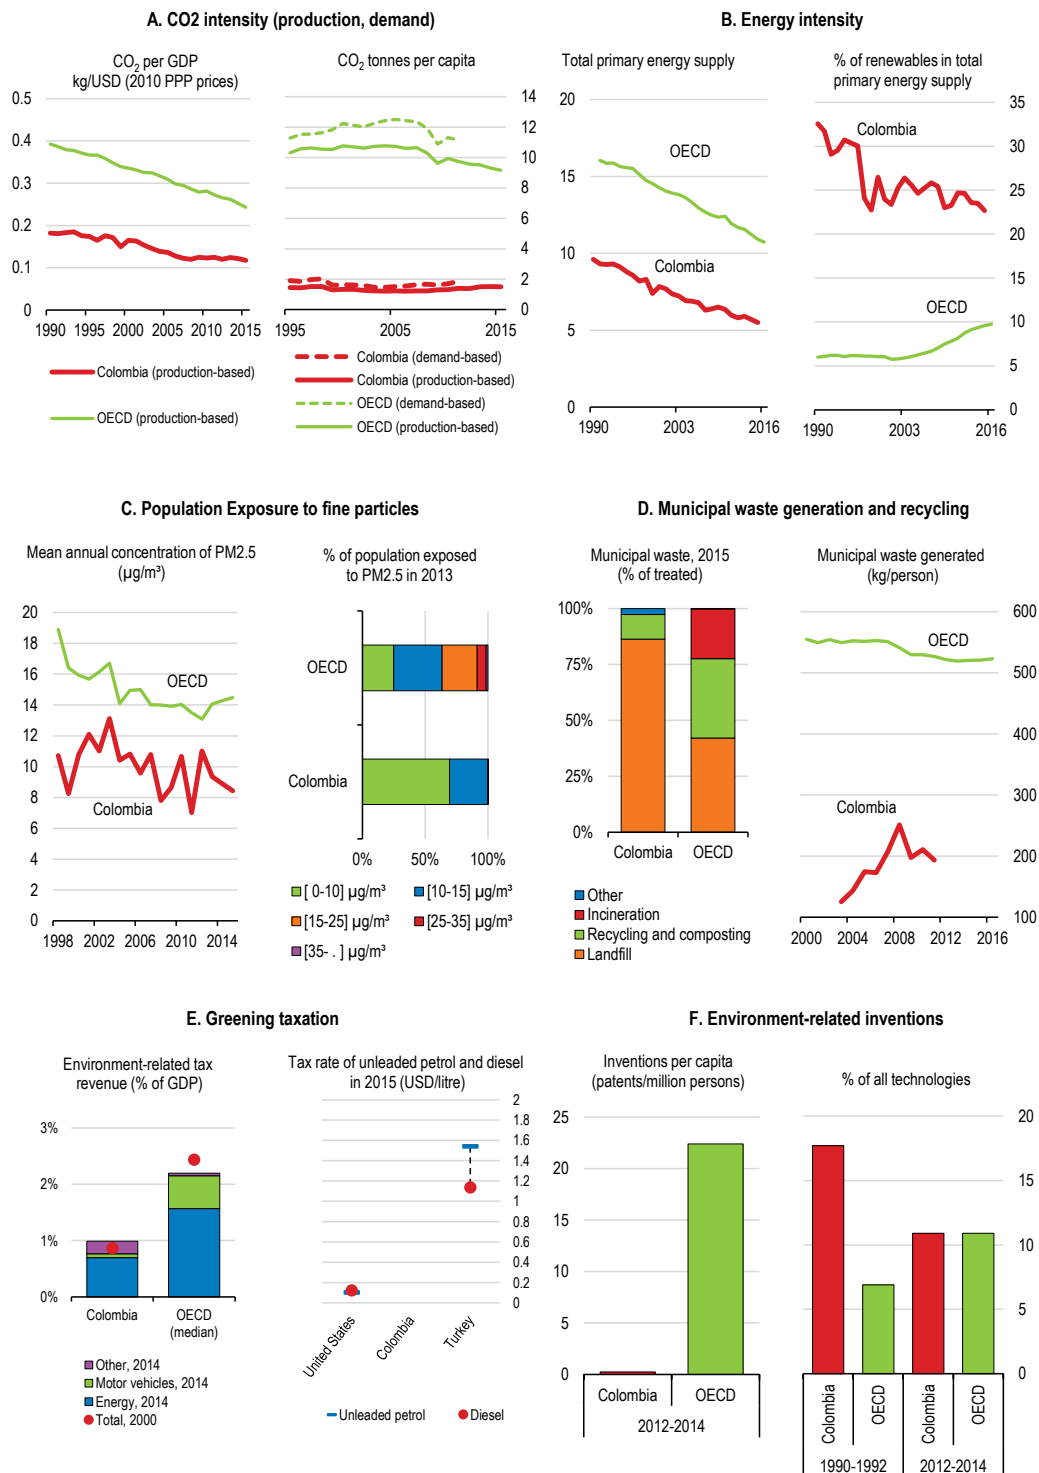 A. CO2 intensity (production, demand)
CO2 per GDP
kg/USD (2010 PPP prices)
0.5
0.4
0.3
0.2
0.1
0
1990 1995 2000 2005 2010 2015
Colombia (production-based)
OECD (production-based)
CO2 tonnes per capita
14
12
10
8
6
4
2
0
1995 2005 2015
Colombia (demand-based)
Colombia (production-based)
OECD (demand-based)
OECD (production-based)
B. Energy intensity
Total primary energy supply
20
15
10
5
0
OECD
Colombia
1990 2003 2016
% of renewables in total
primary energy supply
35
30
25
20
15
10
5
0
Colombia
OECD
1990 2003 2016
C. Population Exposure to fine particles
Mean annual concentration of PM2.5
(µg/m³)
20
18
16
14
12
10
8
6
4
2
0
OECD
Colombia
1998 2002 2006 2010 2014
% of population exposed
to PM2.5 in 2013
OECD
Colombia
0% 50% 100%
[ 0-10] µg/m³ [10-15] µg/m³
[15-25] µg/m³ [25-35] µg/m³
[35- . ] µg/m³
D. Municipal waste generation and recycling
Municipal waste, 2015
(% of treated)
100%
75%
50%
25%
0%
Colombia OECD
Other
Incineration
Recycling and composting
Landfill
Municipal waste generated
(kg/person)
600
500
400
300
200
100
OECD
Colombia
2000 2004 2008 2012 2016
E. Greening taxation
Environment-related tax
revenue (% of GDP)
3%
2%
1%
0%
Colombia OECD
(median)
Other, 2014
Motor vehicles, 2014
Energy, 2014
Total, 2000
Tax rate of unleaded petrol and diesel
in 2015 (USD/litre)
2
1.8
1.6
1.4
1.2
1
0.8
0.6
0.4
0.2
0
United States
Colombia
Turkey
Unleaded petrol Diesel
F. Environment-related inventions
Inventions per capita
(patents/million persons)
25
20
15
10
5
0
Colombia OECD
2012-2014
% of all technologies
20
15
10
5
0
Colombia
OECD
Colombia
OECD
1990-1992 2012-2014